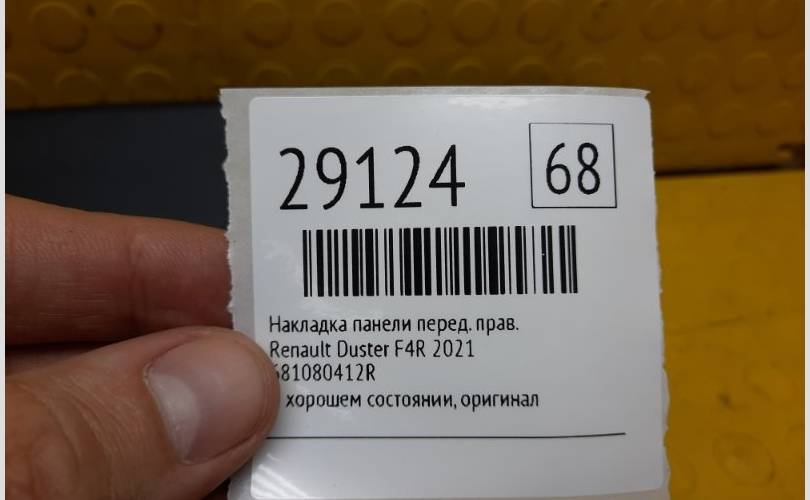 29124 68
Накладка панели перед. прав.
Renault Duster F4R 2021
681080412R
хорошем состоянии, оригинал